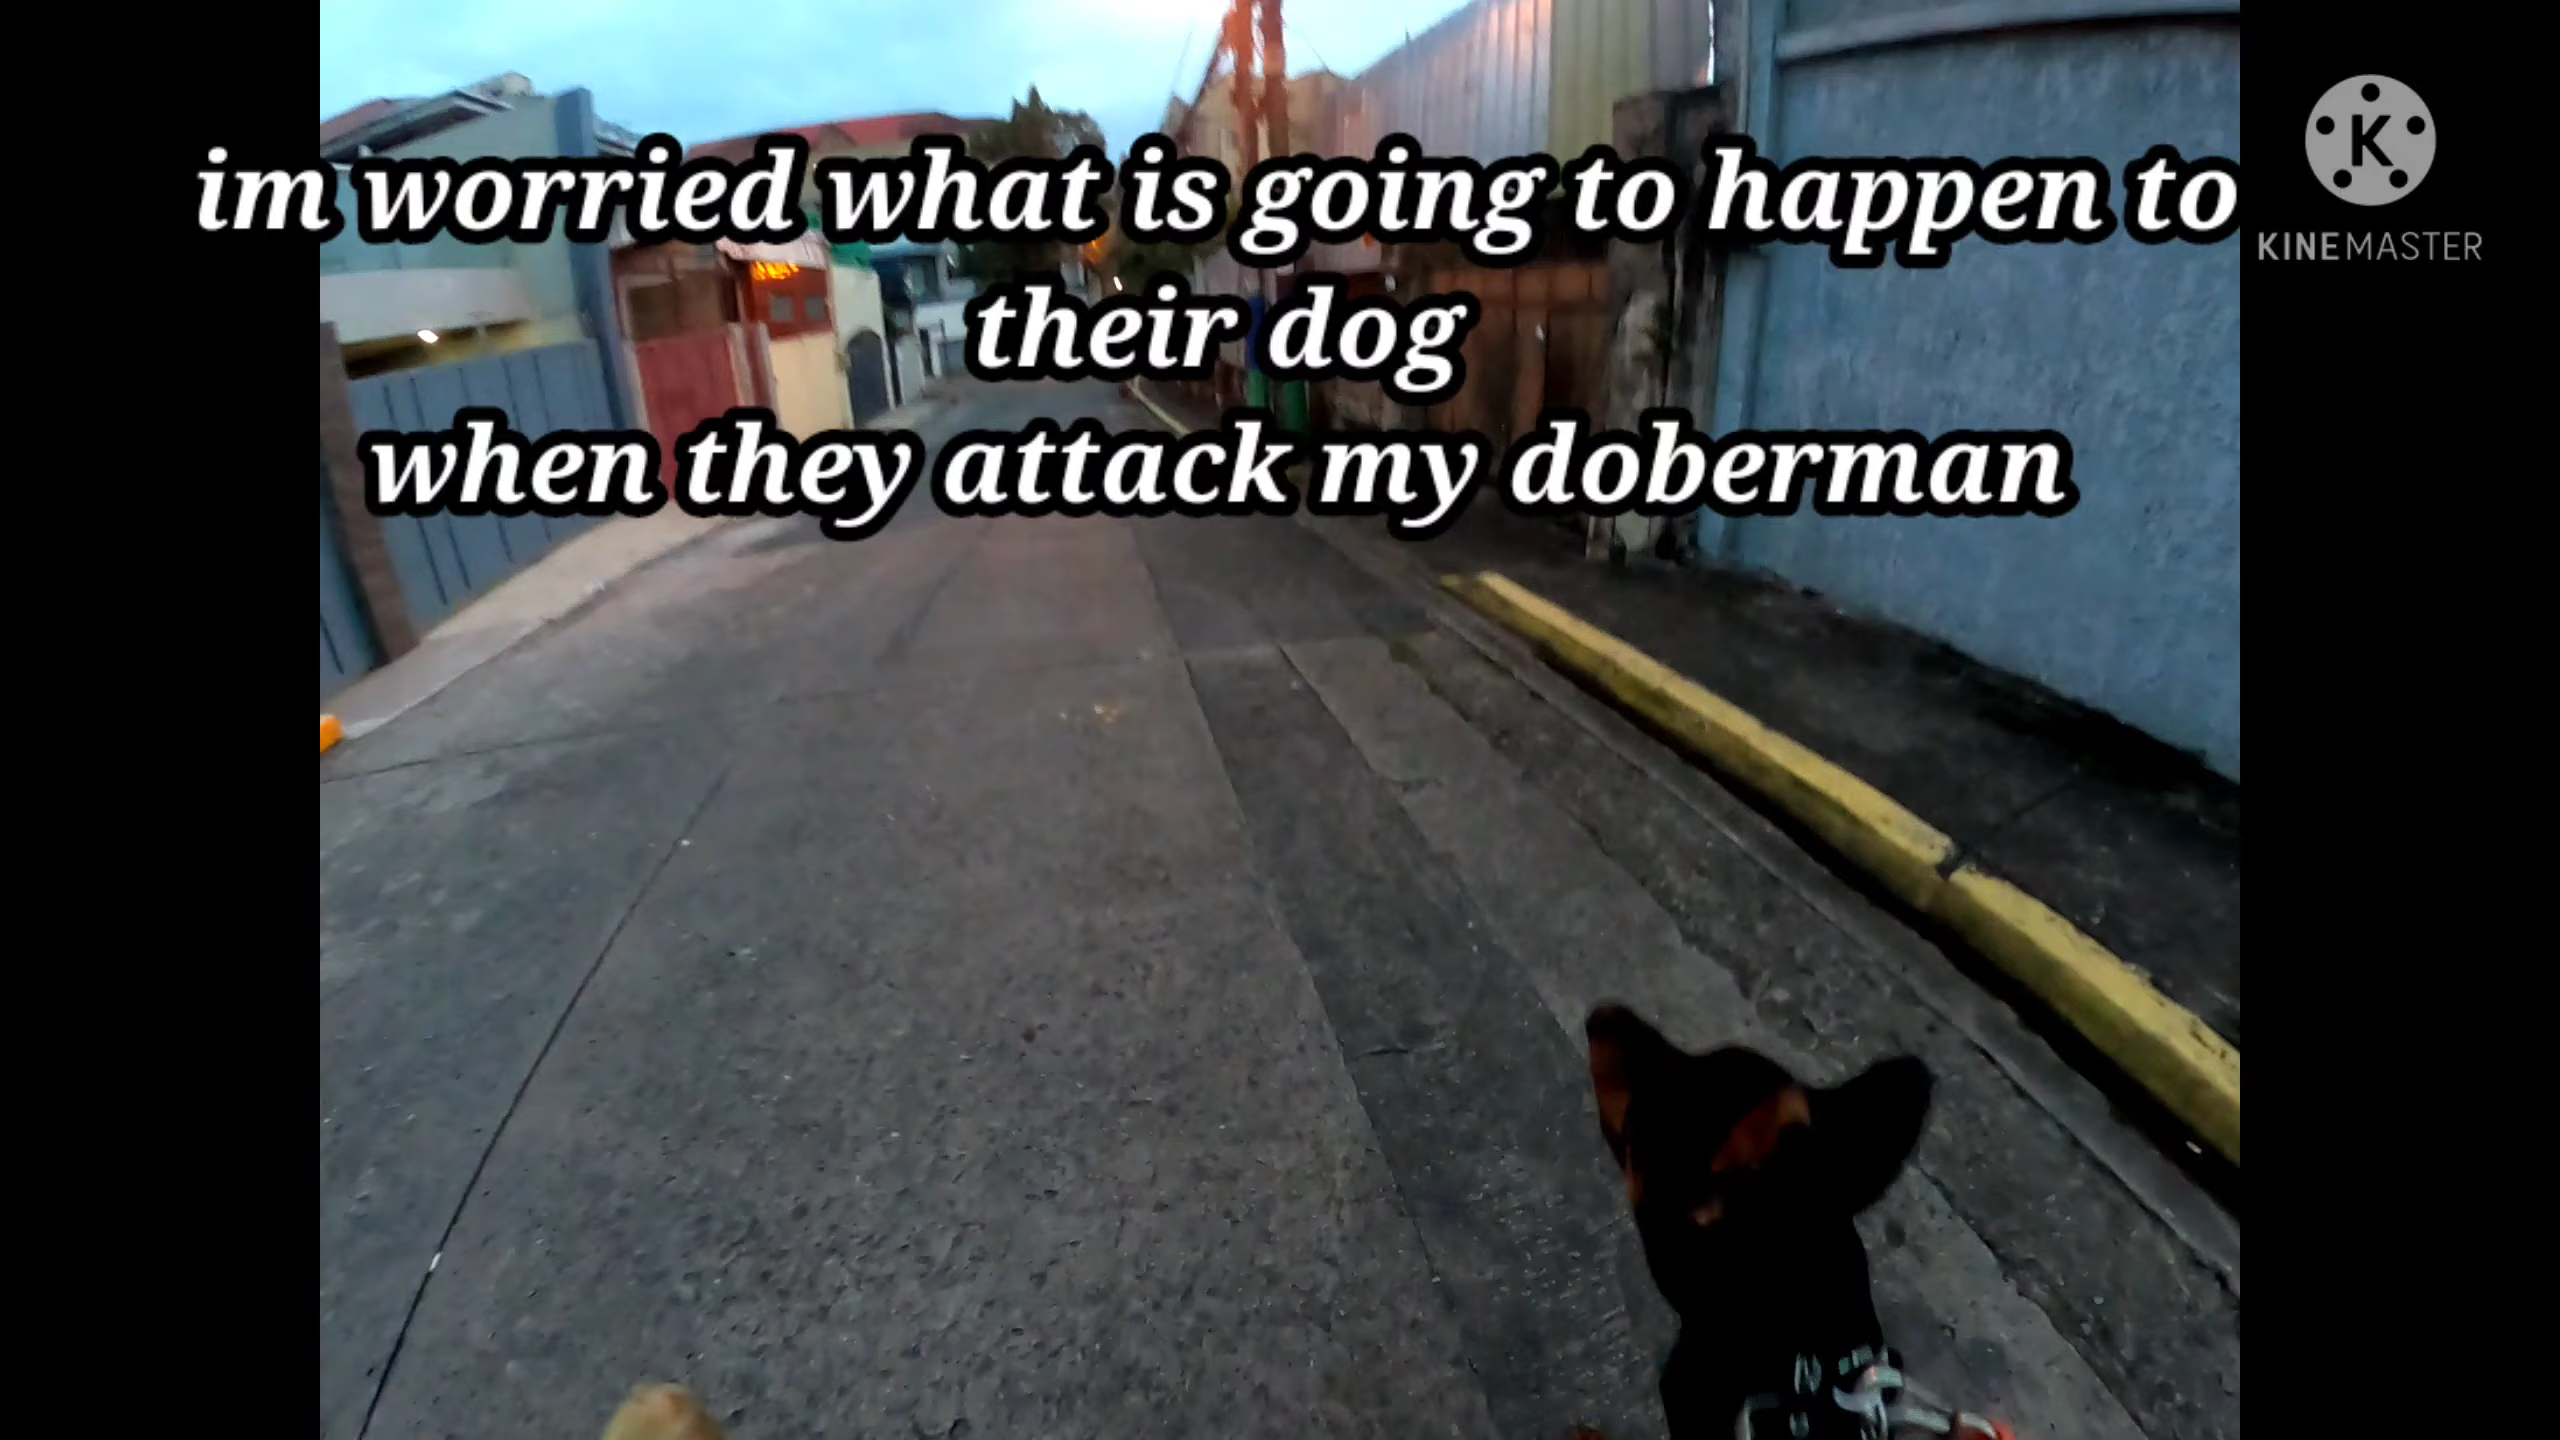 im worried what is going to happen to
their dog
when they attack my doberman
K
KINEMASTER